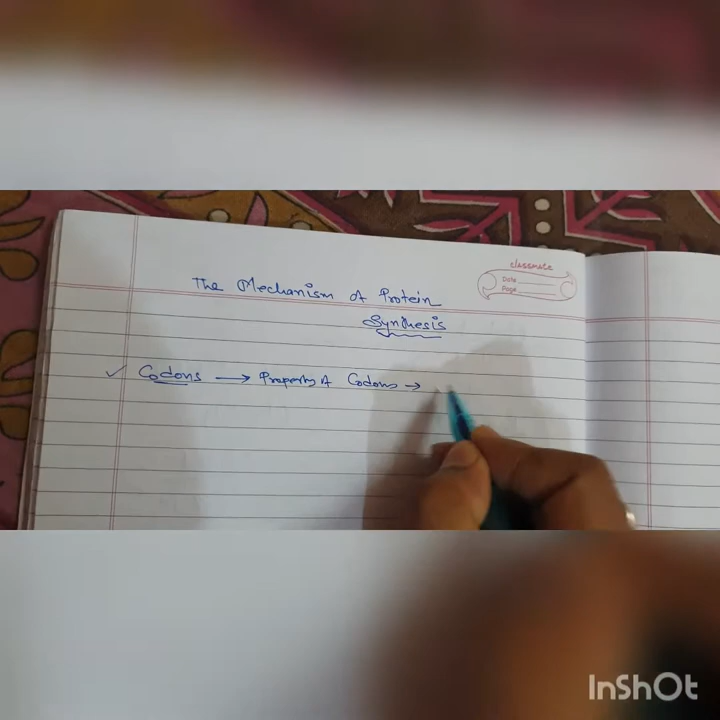 classmate
Date
Page
The Mechanism of Protein
Synthesis
✓ Codons → Property of Codons →
InShOt